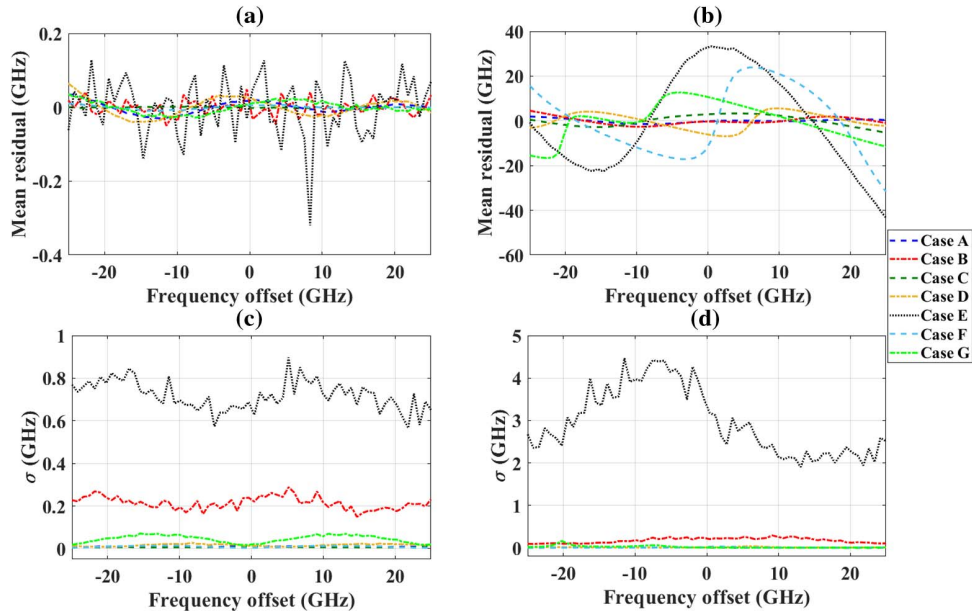 (a)
Mean residual (GHz)
0.2
0
-0.2
-0.4
-20
-10
0
10
20
Frequency offset (GHz)
(b)
Mean residual (GHz)
40
20
0
-20
-40
-60
-20
-10
0
10
20
Frequency offset (GHz)
Case A
Case B
Case C
Case D
Case E
Case F
Case G
(c)
σ (GHz)
1
0.8
0.6
0.4
0.2
0
-20
-10
0
10
20
Frequency offset (GHz)
(d)
σ (GHz)
5
4
3
2
1
0
-20
-10
0
10
20
Frequency offset (GHz)